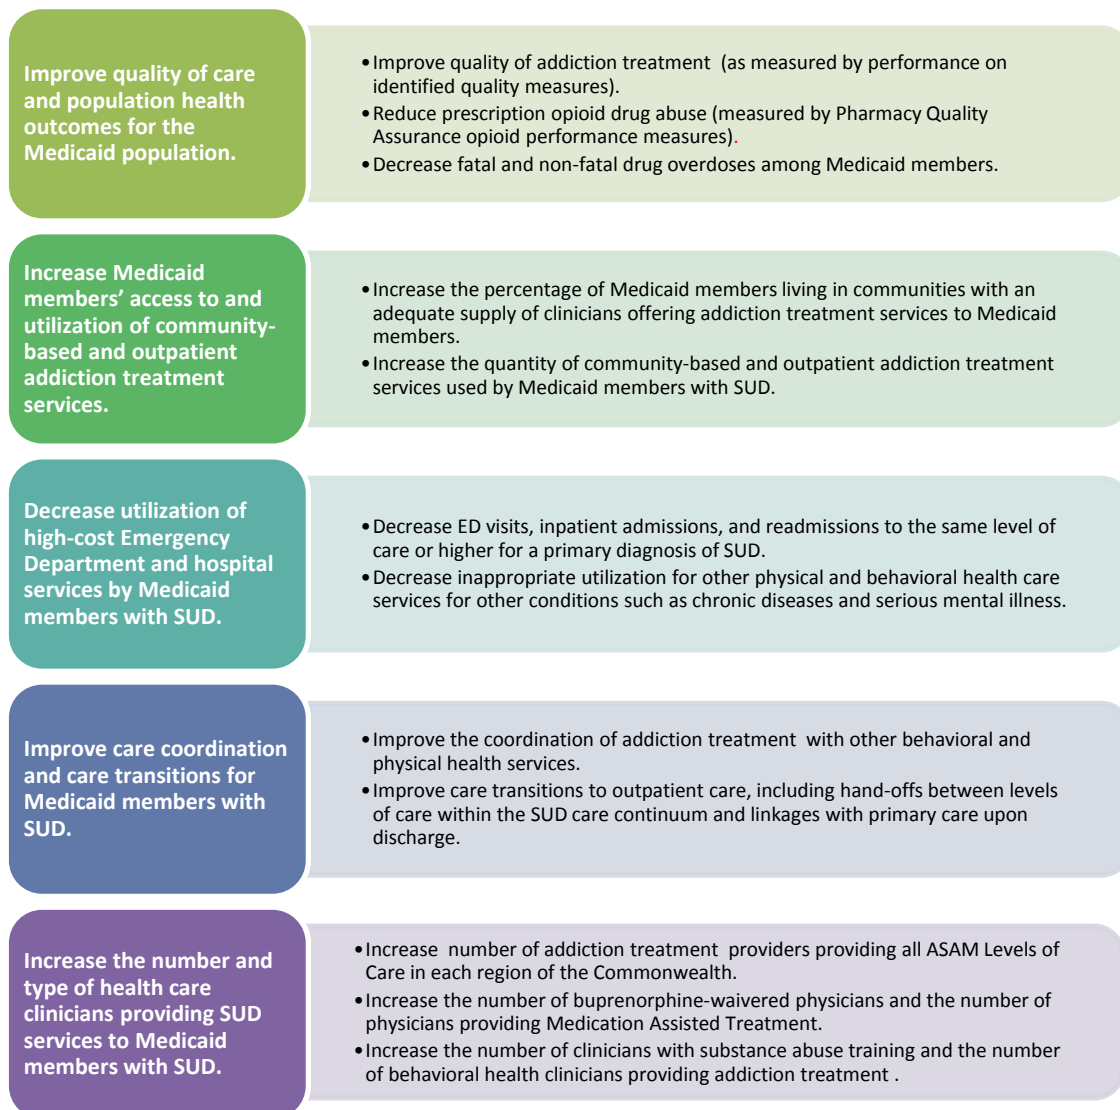 Improve quality of care
and population health
outcomes for the
Medicaid population.
•Improve quality of addiction treatment (as measured by performance on
identified quality measures).
•Reduce prescription opioid drug abuse (measured by Pharmacy Quality
Assurance opioid performance measures).
•Decrease fatal and non-fatal drug overdoses among Medicaid members.
Increase Medicaid
members’ access to and
utilization of community-
based and outpatient
addiction treatment
services.
•Increase the percentage of Medicaid members living in communities with an
adequate supply of clinicians offering addiction treatment services to Medicaid
members.
•Increase the quantity of community-based and outpatient addiction treatment
services used by Medicaid members with SUD.
Decrease utilization of
high-cost Emergency
Department and hospital
services by Medicaid
members with SUD.
•Decrease ED visits, inpatient admissions, and readmissions to the same level of
care or higher for a primary diagnosis of SUD.
•Decrease inappropriate utilization for other physical and behavioral health care
services for other conditions such as chronic diseases and serious mental illness.
Improve care coordination
and care transitions for
Medicaid members with
SUD.
•Improve the coordination of addiction treatment with other behavioral and
physical health services.
•Improve care transitions to outpatient care, including hand-offs between levels
of care within the SUD care continuum and linkages with primary care upon
discharge.
Increase the number and
type of health care
clinicians providing SUD
services to Medicaid
members with SUD.
•Increase number of addiction treatment providers providing all ASAM Levels of
Care in each region of the Commonwealth.
•Increase the number of buprenorphine-waivered physicians and the number of
physicians providing Medication Assisted Treatment.
•Increase the number of clinicians with substance abuse training and the number
of behavioral health clinicians providing addiction treatment .